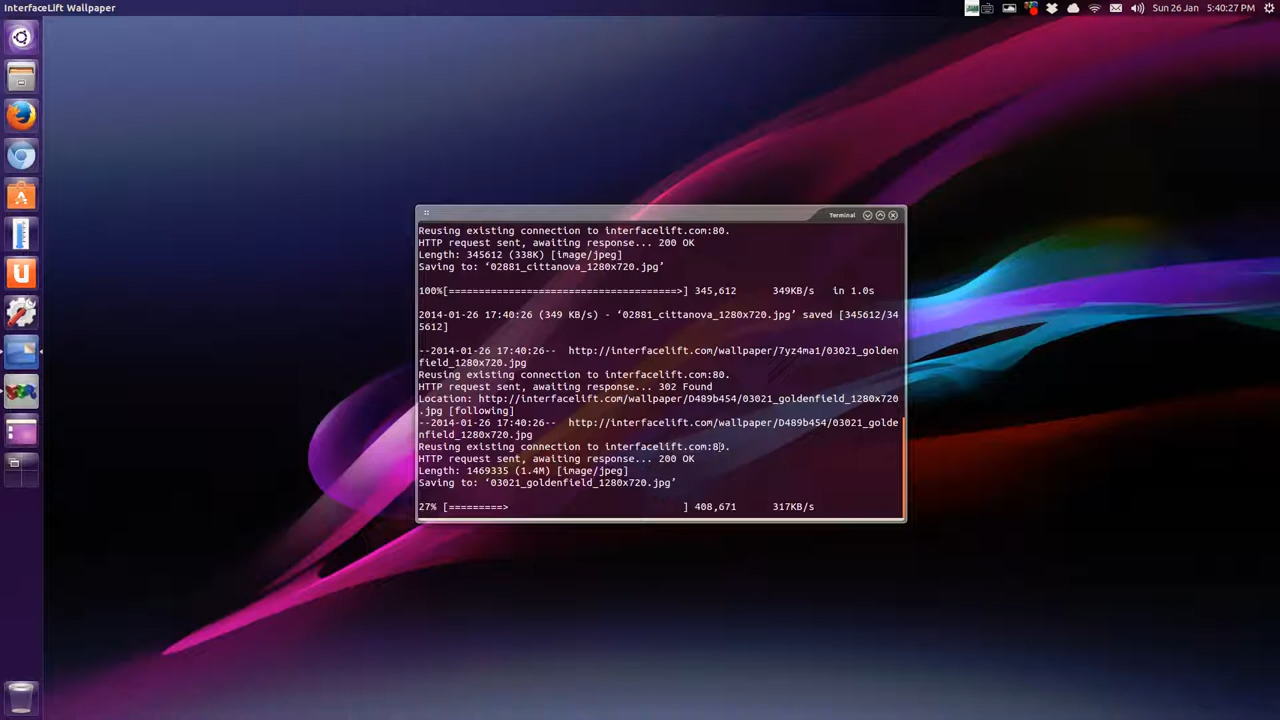 InterfaceLift Wallpaper
Sun 26 Jan 5:40:27 PM
Terminal
Reusing existing connection to interfacelift.com:80.
HTTP request sent, awaiting response... 200 OK
Length: 345612 (338K) [image/jpeg]
Saving to: ‘02881_cittanova_1280x720.jpg’
100%[======================================>] 345,612 349KB/s in 1.0s
2014-01-26 17:40:26 (349 KB/s) - ‘02881_cittanova_1280x720.jpg’ saved [345612/34
5612]
--2014-01-26 17:40:26-- http://interfacelift.com/wallpaper/7yz4ma1/03021_golden
field_1280x720.jpg
Reusing existing connection to interfacelift.com:80.
HTTP request sent, awaiting response... 302 Found
Location: http://interfacelift.com/wallpaper/D489b454/03021_goldenfield_1280x720
.jpg [following]
--2014-01-26 17:40:26-- http://interfacelift.com/wallpaper/D489b454/03021_golde
nfield_1280x720.jpg
Reusing existing connection to interfacelift.com:80.
HTTP request sent, awaiting response... 200 OK
Length: 1469335 (1.4M) [image/jpeg]
Saving to: ‘03021_goldenfield_1280x720.jpg’
27% [=========> ] 408,671 317KB/s